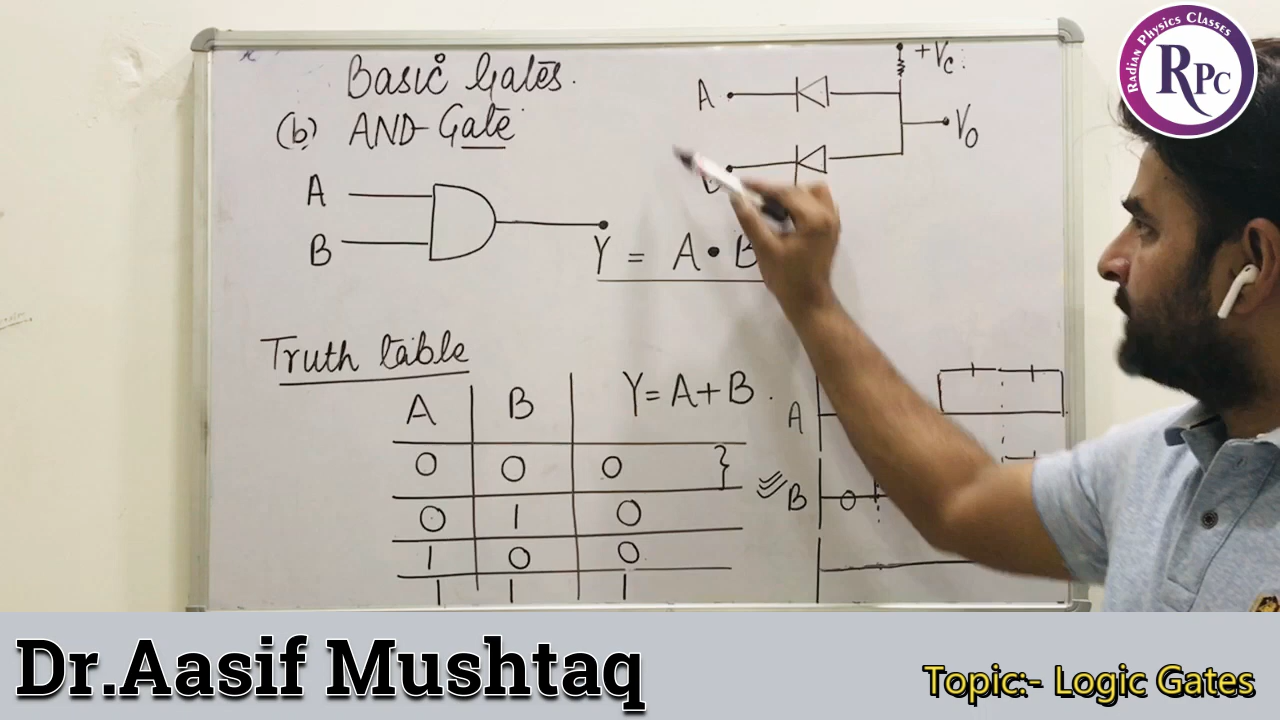 Basic Gates.
(b) AND-Gate
A
B
Y = A • B
A
+Vc
V0
Truth table
A B Y=A+B.
0 0 0 }
0 1 0
1 0 0
1 1 1
A
B 0
RADIAN PHYSICS CLASSES
RPC
Dr.Aasif Mushtaq
Topic:- Logic Gates